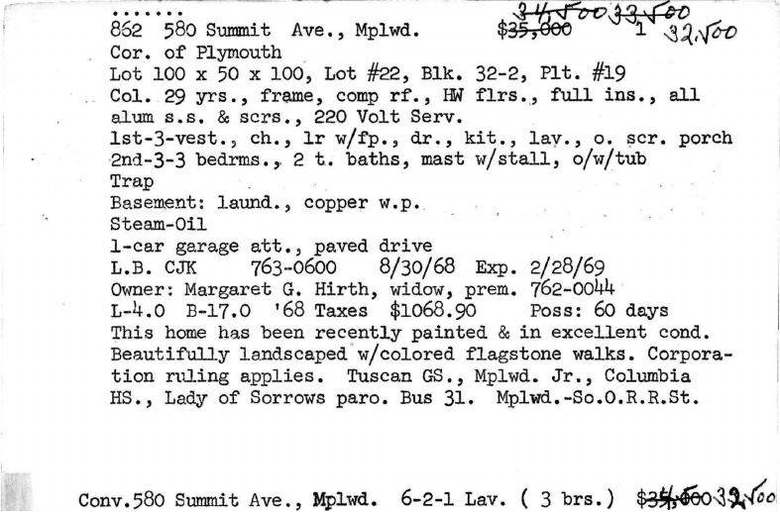 34,500 33,500
862 580 Summit Ave., Mplwd. $35,000 1 32,500
Cor. of Plymouth
Lot 100 x 50 x 100, Lot #22, Blk. 32-2, Plt. #19
Col. 29 yrs., frame, comp rf., HW flrs., full ins., all
alum s.s. & scrs., 220 Volt Serv.
1st-3-vest., ch., lr w/fp., dr., kit., lav., o. scr. porch
2nd-3-3 bedrms., 2 t. baths, mast w/stall, o/w/tub
Trap
Basement: laund., copper w.p.
Steam-Oil
1-car garage att., paved drive
L.B. CJK 763-0600 8/30/68 Exp. 2/28/69
Owner: Margaret G. Hirth, widow, prem. 762-0044
L-4.0 B-17.0 '68 Taxes $1068.90 Poss: 60 days
This home has been recently painted & in excellent cond.
Beautifully landscaped w/colored flagstone walks. Corpora-
tion ruling applies. Tuscan GS., Mplwd. Jr., Columbia
HS., Lady of Sorrows paro. Bus 31. Mplwd.-So.O.R.R.St.
Conv.580 Summit Ave., Mplwd. 6-2-1 Lav. ( 3 brs.) 32,500